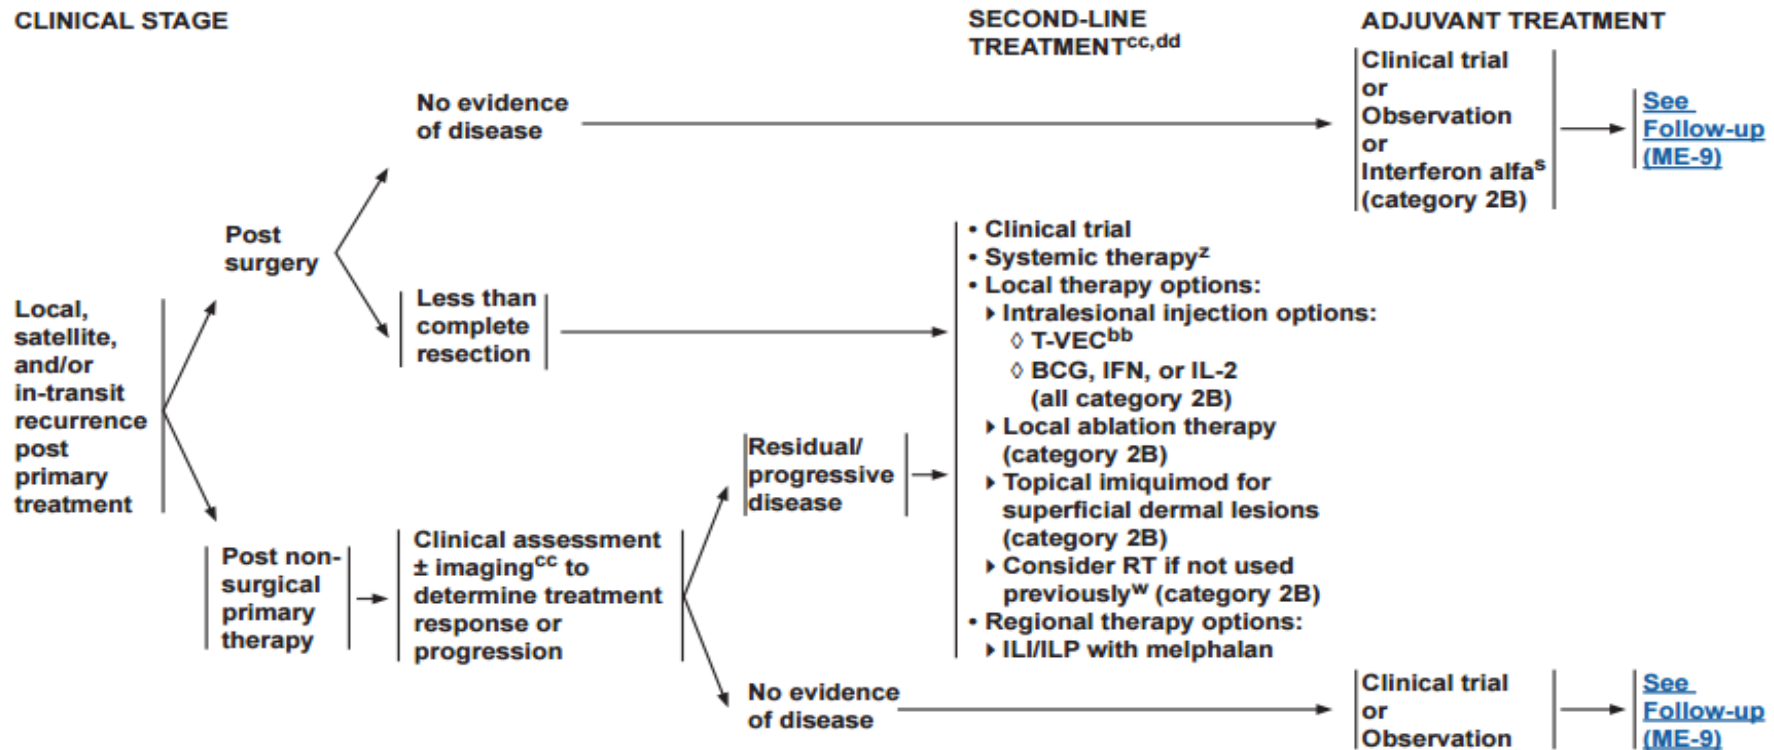 CLINICAL STAGE
SECOND-LINE
TREATMENTcc,dd
ADJUVANT TREATMENT
No evidence
of disease
Clinical trial
or
Observation
or
Interferon alfas
(category 2B)
See
Follow-up
(ME-9)
Post
surgery
Less than
complete
resection
Local,
satellite,
and/or
in-transit
recurrence
post
primary
treatment
• Clinical trial
• Systemic therapyz
• Local therapy options:
▸ Intralesional injection options:
◊ T-VECbb
◊ BCG, IFN, or IL-2
(all category 2B)
▸ Local ablation therapy
(category 2B)
▸ Topical imiquimod for
superficial dermal lesions
(category 2B)
▸ Consider RT if not used
previouslyw (category 2B)
• Regional therapy options:
▸ ILI/ILP with melphalan
Residual/
progressive
disease
Post non-
surgical
primary
therapy
Clinical assessment
± imagingcc to
determine treatment
response or
progression
No evidence
of disease
Clinical trial
or
Observation
See
Follow-up
(ME-9)